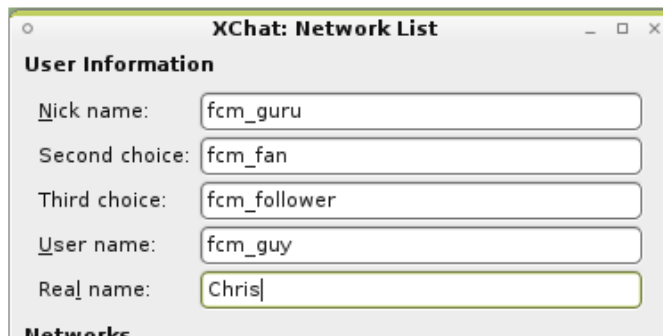 XChat: Network List
User Information
Nick name: fcm_guru
Second choice: fcm_fan
Third choice: fcm_follower
User name: fcm_guy
Real name: Chris
Networks